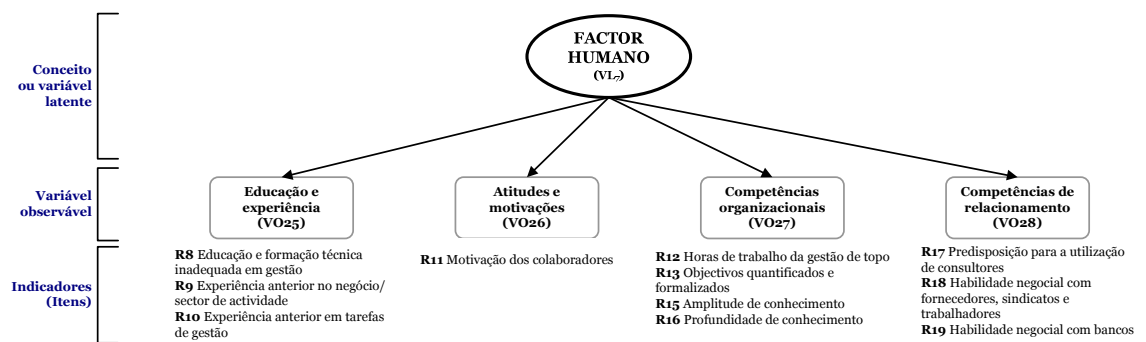 FACTOR
HUMANO
(VL7)
Conceito
ou variável
latente
Variável
observável
Educação e
experiência
(VO25)
Atitudes e
motivações
(VO26)
Competências
organizacionais
(VO27)
Competências de
relacionamento
(VO28)
Indicadores
(Itens)
R8 Educação e formação técnica
inadequada em gestão
R9 Experiência anterior no negócio/
sector de actividade
R10 Experiência anterior em tarefas
de gestão
R11 Motivação dos colaboradores
R12 Horas de trabalho da gestão de topo
R13 Objectivos quantificados e
formalizados
R15 Amplitude de conhecimento
R16 Profundidade de conhecimento
R17 Predisposição para a utilização
de consultores
R18 Habilidade negocial com
fornecedores, sindicatos e
trabalhadores
R19 Habilidade negocial com bancos